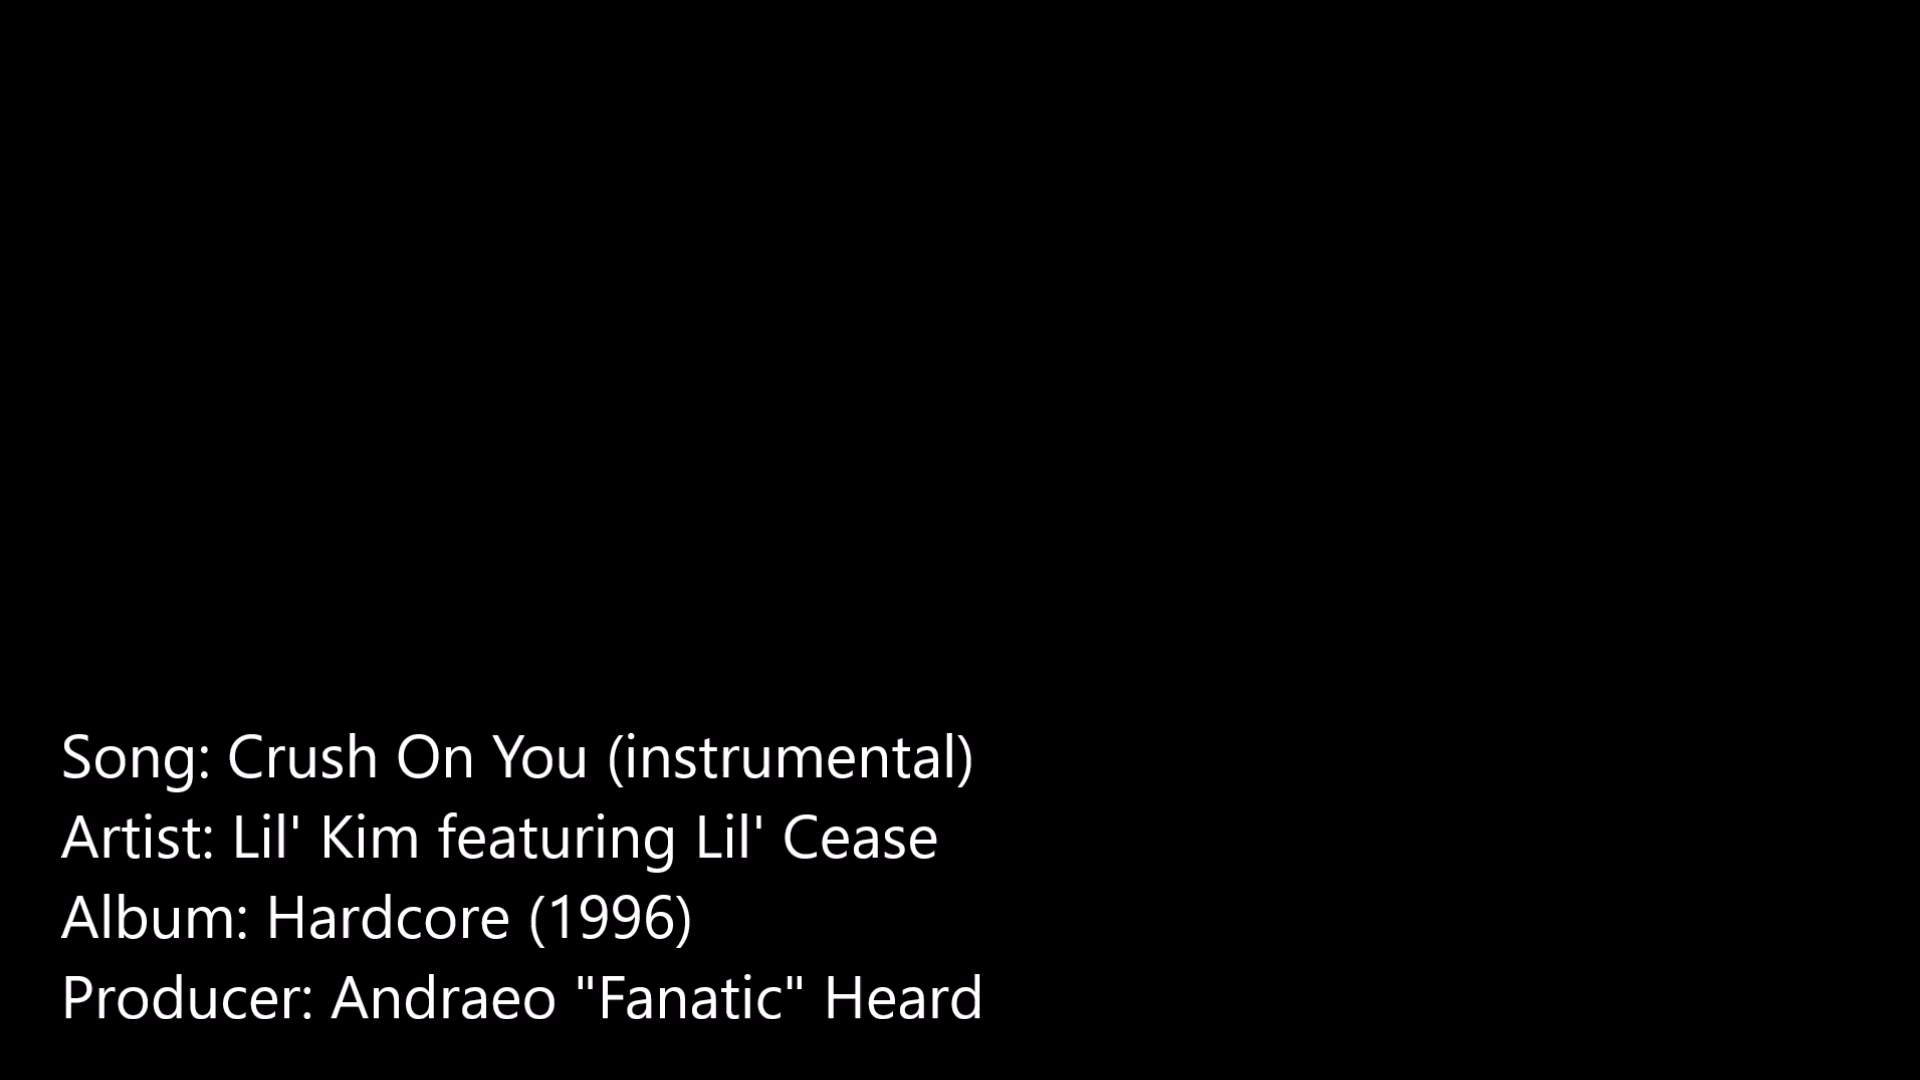 Song: Crush On You (instrumental)
Artist: Lil' Kim featuring Lil' Cease
Album: Hardcore (1996)
Producer: Andraeo "Fanatic" Heard